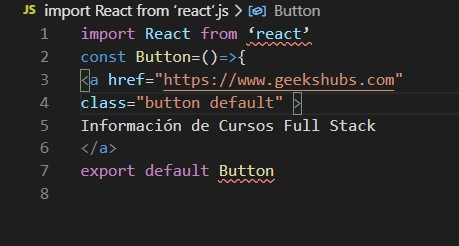 JS import React from ‘react’.js > Button
1 import React from ‘react’
2 const Button=()=>{
3 <a href="https://www.geekshubs.com"
4 class="button default" >
5 Información de Cursos Full Stack
6 </a>
7 export default Button
8